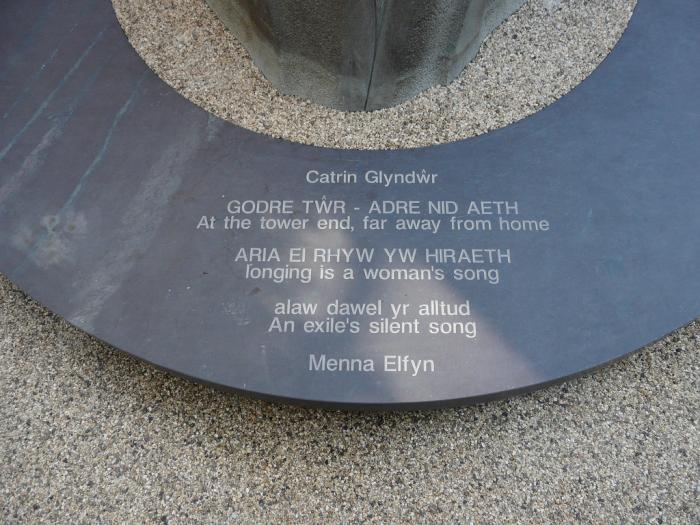 Catrin Glyndŵr
GODRE TŴR - ADRE NID AETH
At the tower end, far away from home
ARIA EI RHYW YW HIRAETH
longing is a woman's song
alaw dawel yr alltud
An exile's silent song
Menna Elfyn